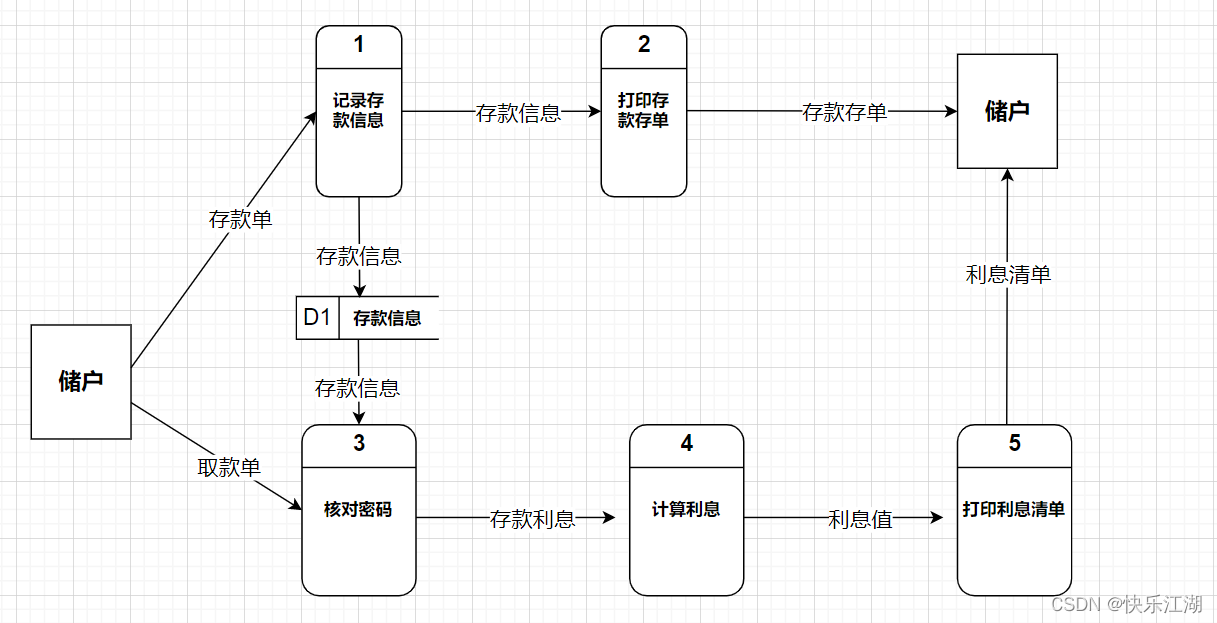 1
记录存
款信息
存款信息
2
打印存
款存单
存款存单
储户
存款单
存款信息
利息清单
D1
存款信息
储户
存款信息
取款单
3
核对密码
存款利息
4
计算利息
利息值
5
打印利息清单
CSDN @快乐江湖